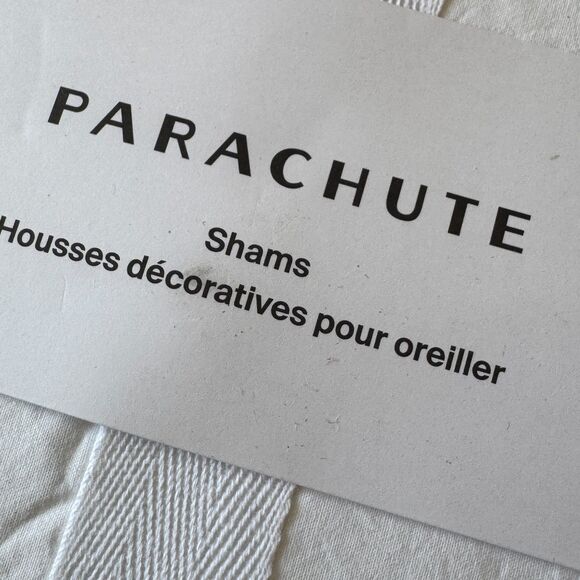 PARACHUTE
Shams
Housses décoratives pour oreiller